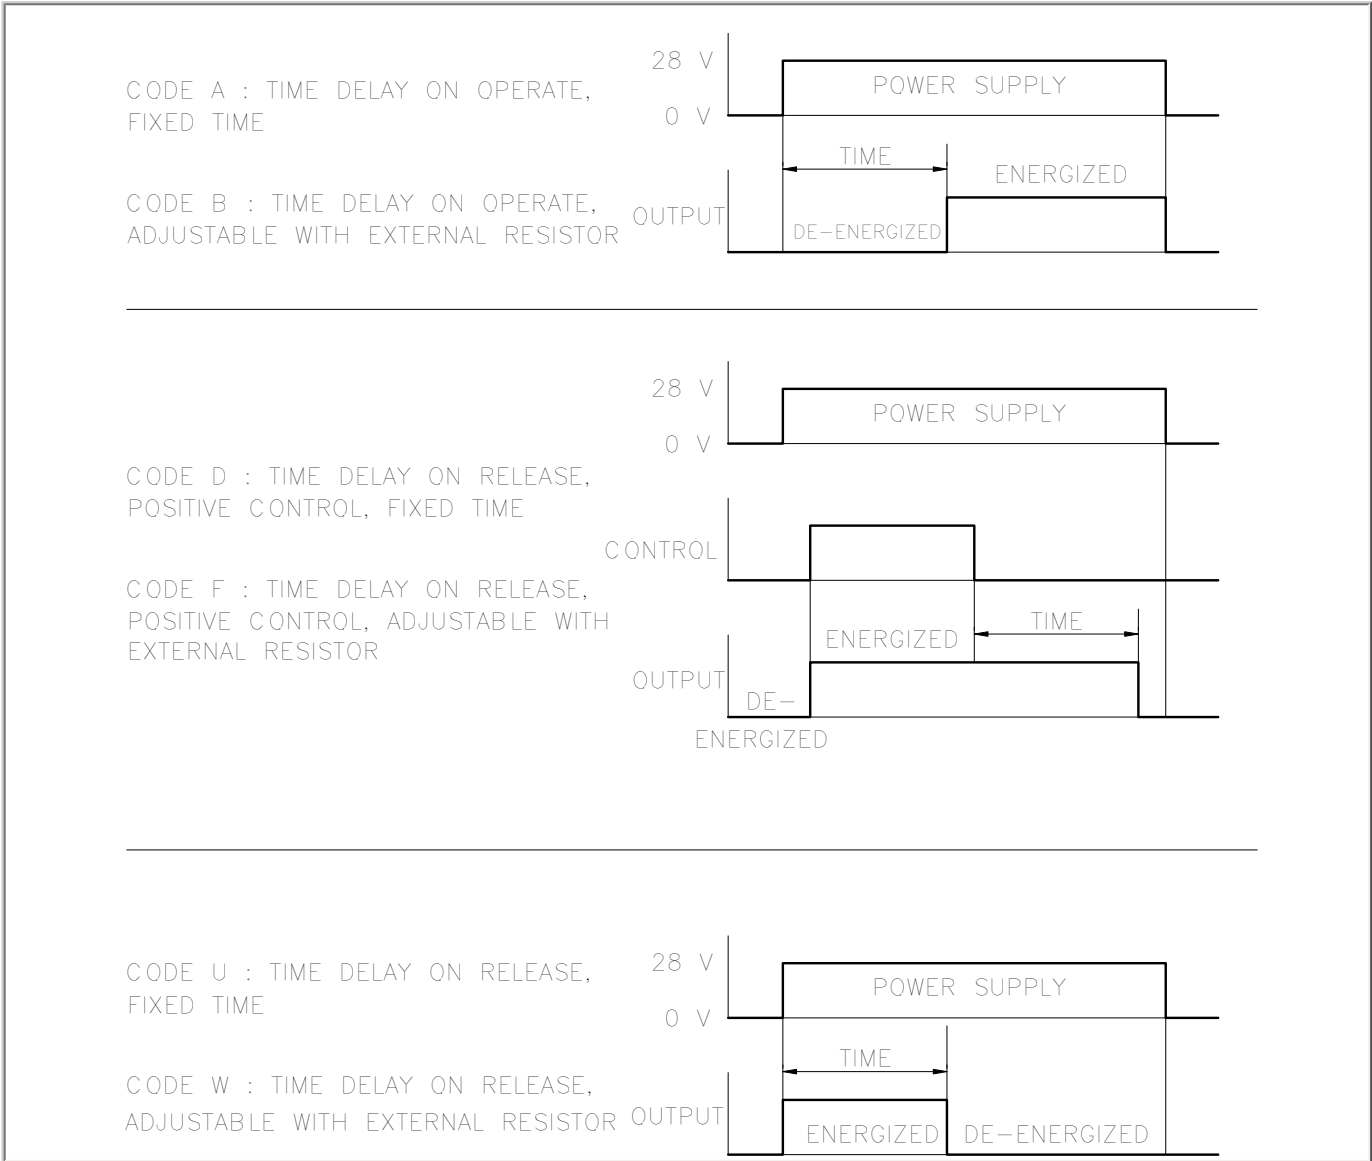 CODE A : TIME DELAY ON OPERATE,
FIXED TIME
CODE B : TIME DELAY ON OPERATE,
ADJUSTABLE WITH EXTERNAL RESISTOR
28 V
POWER SUPPLY
0 V
TIME
ENERGIZED
OUTPUT
DE-ENERGIZED
CODE D : TIME DELAY ON RELEASE,
POSITIVE CONTROL, FIXED TIME
CODE F : TIME DELAY ON RELEASE,
POSITIVE CONTROL, ADJUSTABLE WITH
EXTERNAL RESISTOR
28 V
POWER SUPPLY
0 V
CONTROL
ENERGIZED
TIME
OUTPUT
DE-
ENERGIZED
CODE U : TIME DELAY ON RELEASE,
FIXED TIME
CODE W : TIME DELAY ON RELEASE,
ADJUSTABLE WITH EXTERNAL RESISTOR
28 V
POWER SUPPLY
0 V
TIME
OUTPUT
ENERGIZED
DE-ENERGIZED